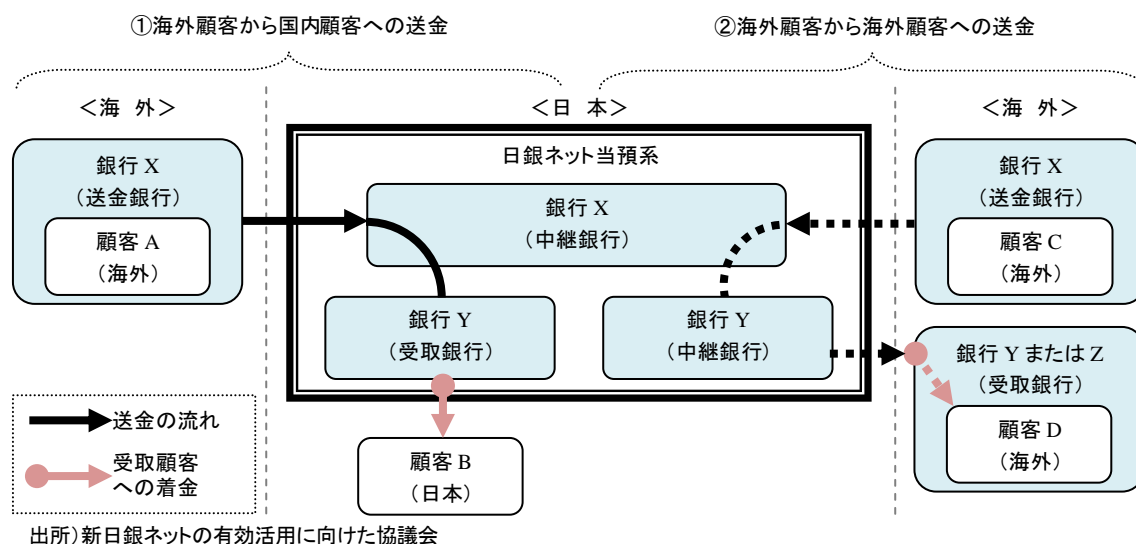 ①海外顧客から国内顧客への送金
②海外顧客から海外顧客への送金
＜海 外＞
＜日 本＞
＜海 外＞
日銀ネット当預系
銀行 X
（送金銀行）
顧客 A
（海外）
銀行 X
（中継銀行）
銀行 X
（送金銀行）
顧客 C
（海外）
銀行 Y
（受取銀行）
銀行 Y
（中継銀行）
銀行 Y または Z
（受取銀行）
顧客 D
（海外）
顧客 B
（日本）
送金の流れ
受取顧客
への着金
出所）新日銀ネットの有効活用に向けた協議会